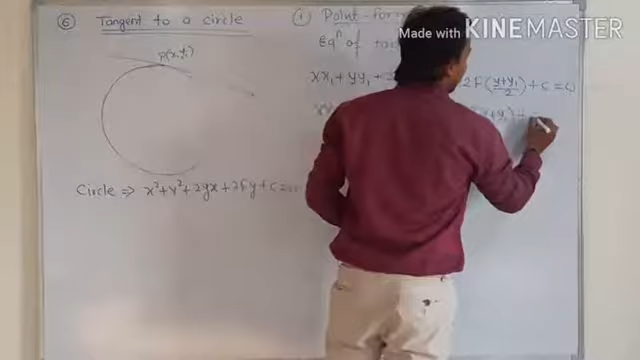 ⑥ Tangent to a circle
P(x₁,y₁)
Circle ⇒ x²+y²+2gx+2fy+c=
① Point-for
Eqⁿ of ta
xx₁+yy₁+
2f(y+y₁/2)+c=0
Made with KINEMASTER